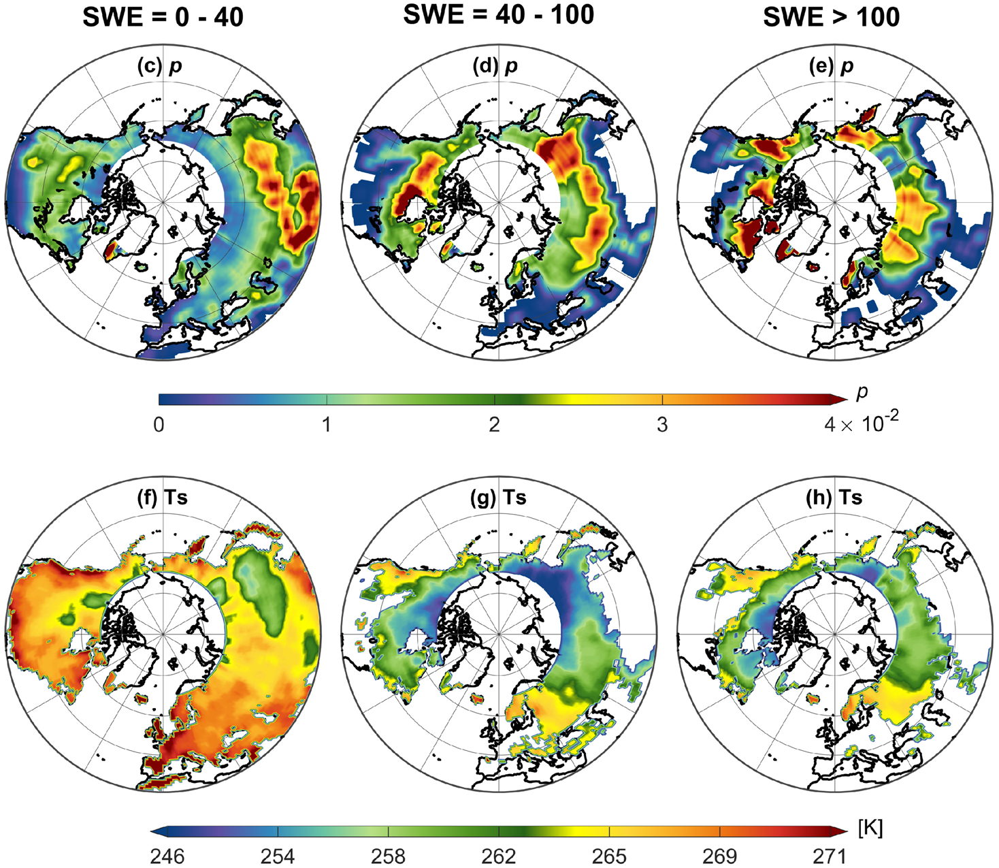 SWE = 0 - 40 SWE = 40 - 100 SWE > 100
(c) p (d) p (e) p
p
0 1 2 3 4 × 10-2
(f) Ts (g) Ts (h) Ts
[K]
246 254 258 262 265 269 271